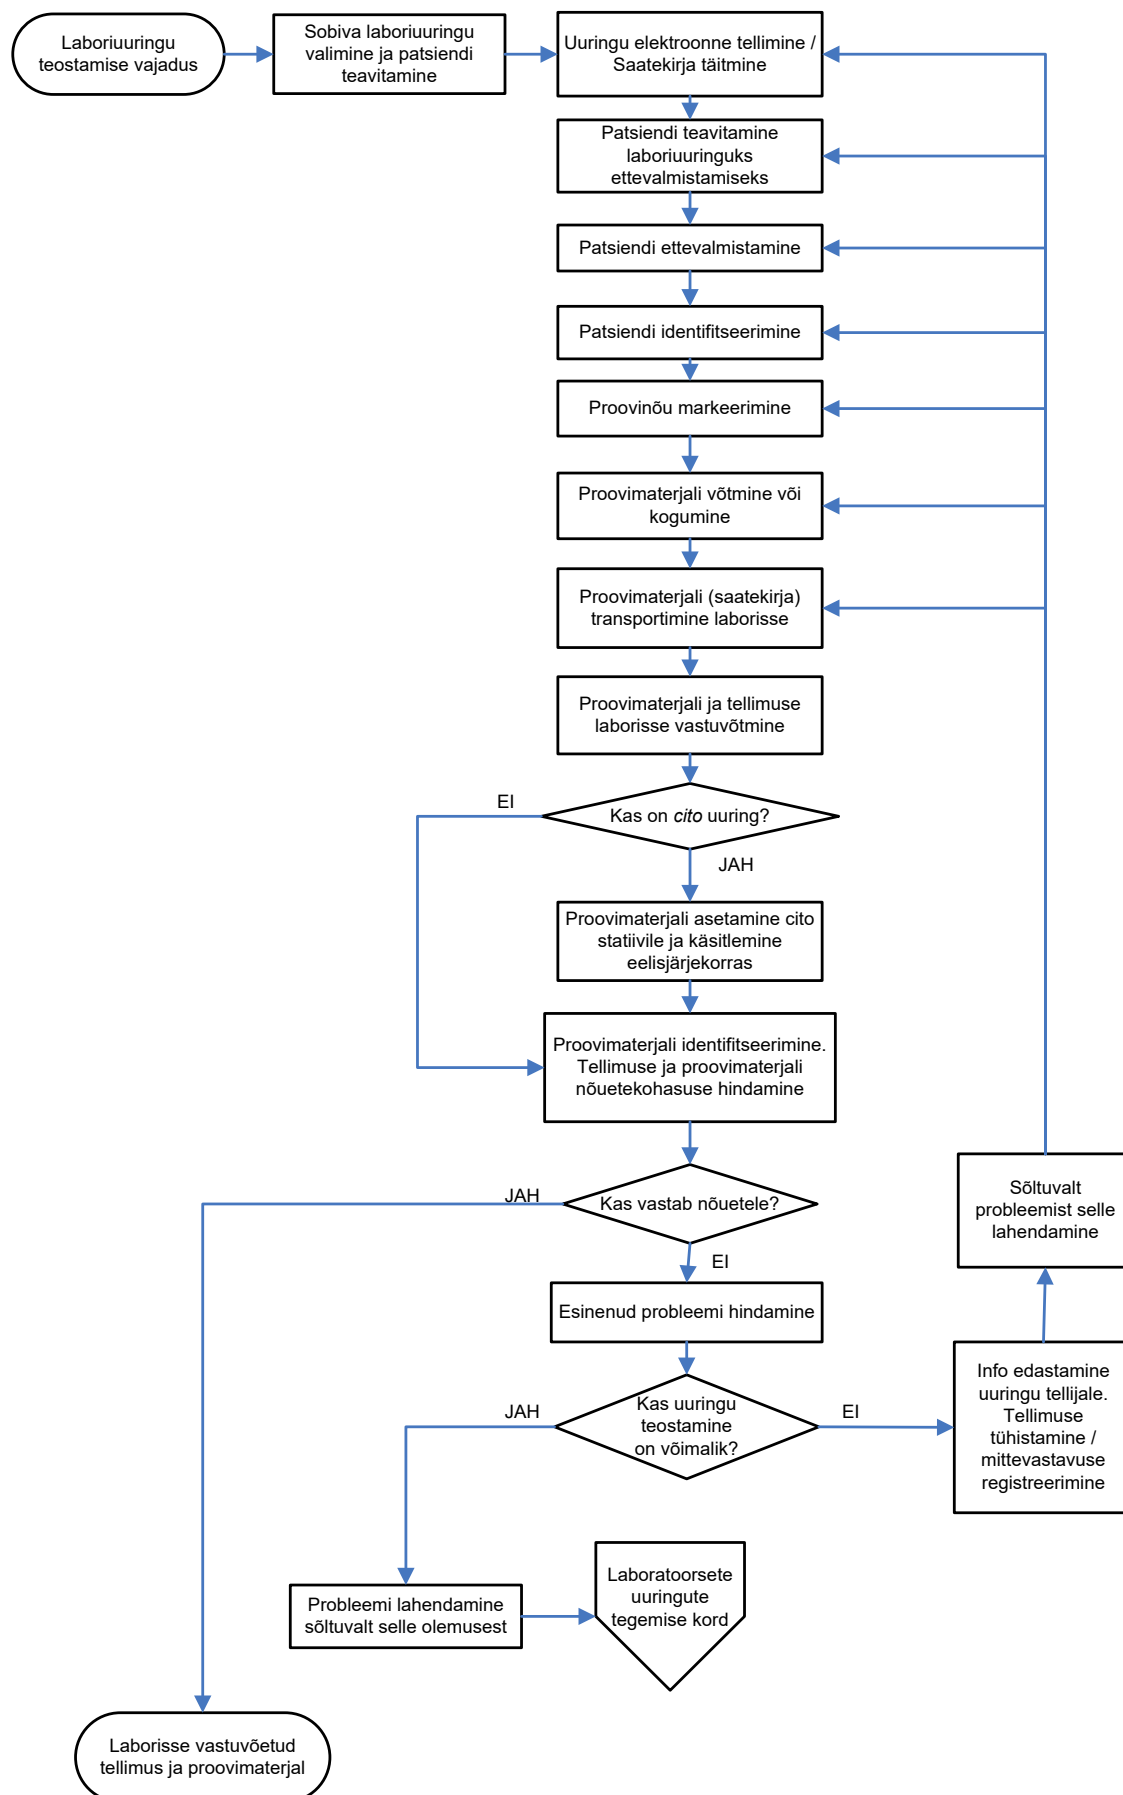 Laboriuuringu
teostamise vajadus
Sobiva laboriuuringu
valimine ja patsiendi
teavitamine
Uuringu elektroonne tellimine /
Saatekirja täitmine
Patsiendi teavitamine
laboriuuringuks
ettevalmistamiseks
Patsiendi ettevalmistamine
Patsiendi identifitseerimine
Proovinõu markeerimine
Proovimaterjali võtmine või
kogumine
Proovimaterjali (saatekirja)
transportimine laborisse
Proovimaterjali ja tellimuse
laborisse vastuvõtmine
EI
Kas on cito uuring?
JAH
Proovimaterjali asetamine cito
statiivile ja käsitlemine
eelisjärjekorras
Proovimaterjali identifitseerimine.
Tellimuse ja proovimaterjali
nõuetekohasuse hindamine
JAH
Kas vastab nõuetele?
EI
Sõltuvalt
probleemist selle
lahendamine
Esinenud probleemi hindamine
JAH
Kas uuringu
teostamine
on võimalik?
EI
Info edastamine
uuringu tellijale.
Tellimuse
tühistamine /
mittevastavuse
registreerimine
Probleemi lahendamine
sõltuvalt selle olemusest
Laboratoorsete
uuringute
tegemise kord
Laborisse vastuvõetud
tellimus ja proovimaterjal